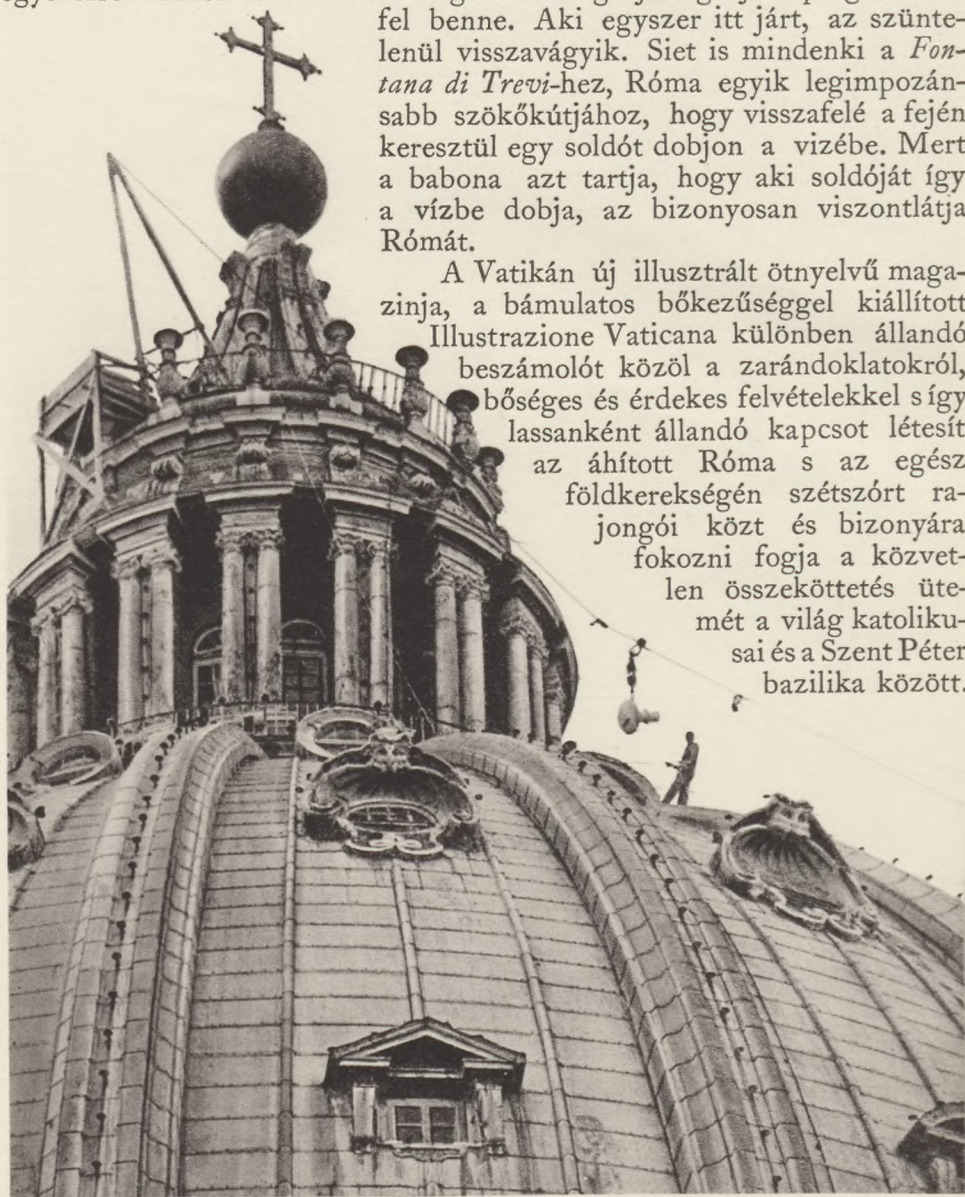 fel benne. Aki egyszer itt járt, az szünte-
lenül visszavágyik. Siet is mindenki a Fon-
tana di Trevi-hez, Róma egyik legimpozán-
sabb szökőkútjához, hogy visszafelé a fején
keresztül egy soldót dobjon a vizébe. Mert
a babona azt tartja, hogy aki soldóját így
a vízbe dobja, az bizonyosan viszontlátja
Rómát.
A Vatikán új illusztrált ötnyelvű maga-
zinja, a bámulatos bőkezűséggel kiállított
Illustrazione Vaticana különben állandó
beszámolót közöl a zarándoklatokról,
bőséges és érdekes felvételekkel s így
lassanként állandó kapcsot létesít
az áhított Róma s az egész
földkerekségén szétszórt ra-
jongói közt és bizonyára
fokozni fogja a közvet-
len összeköttetés üte-
mét a világ katoliku-
sai és a Szent Péter
bazilika között.